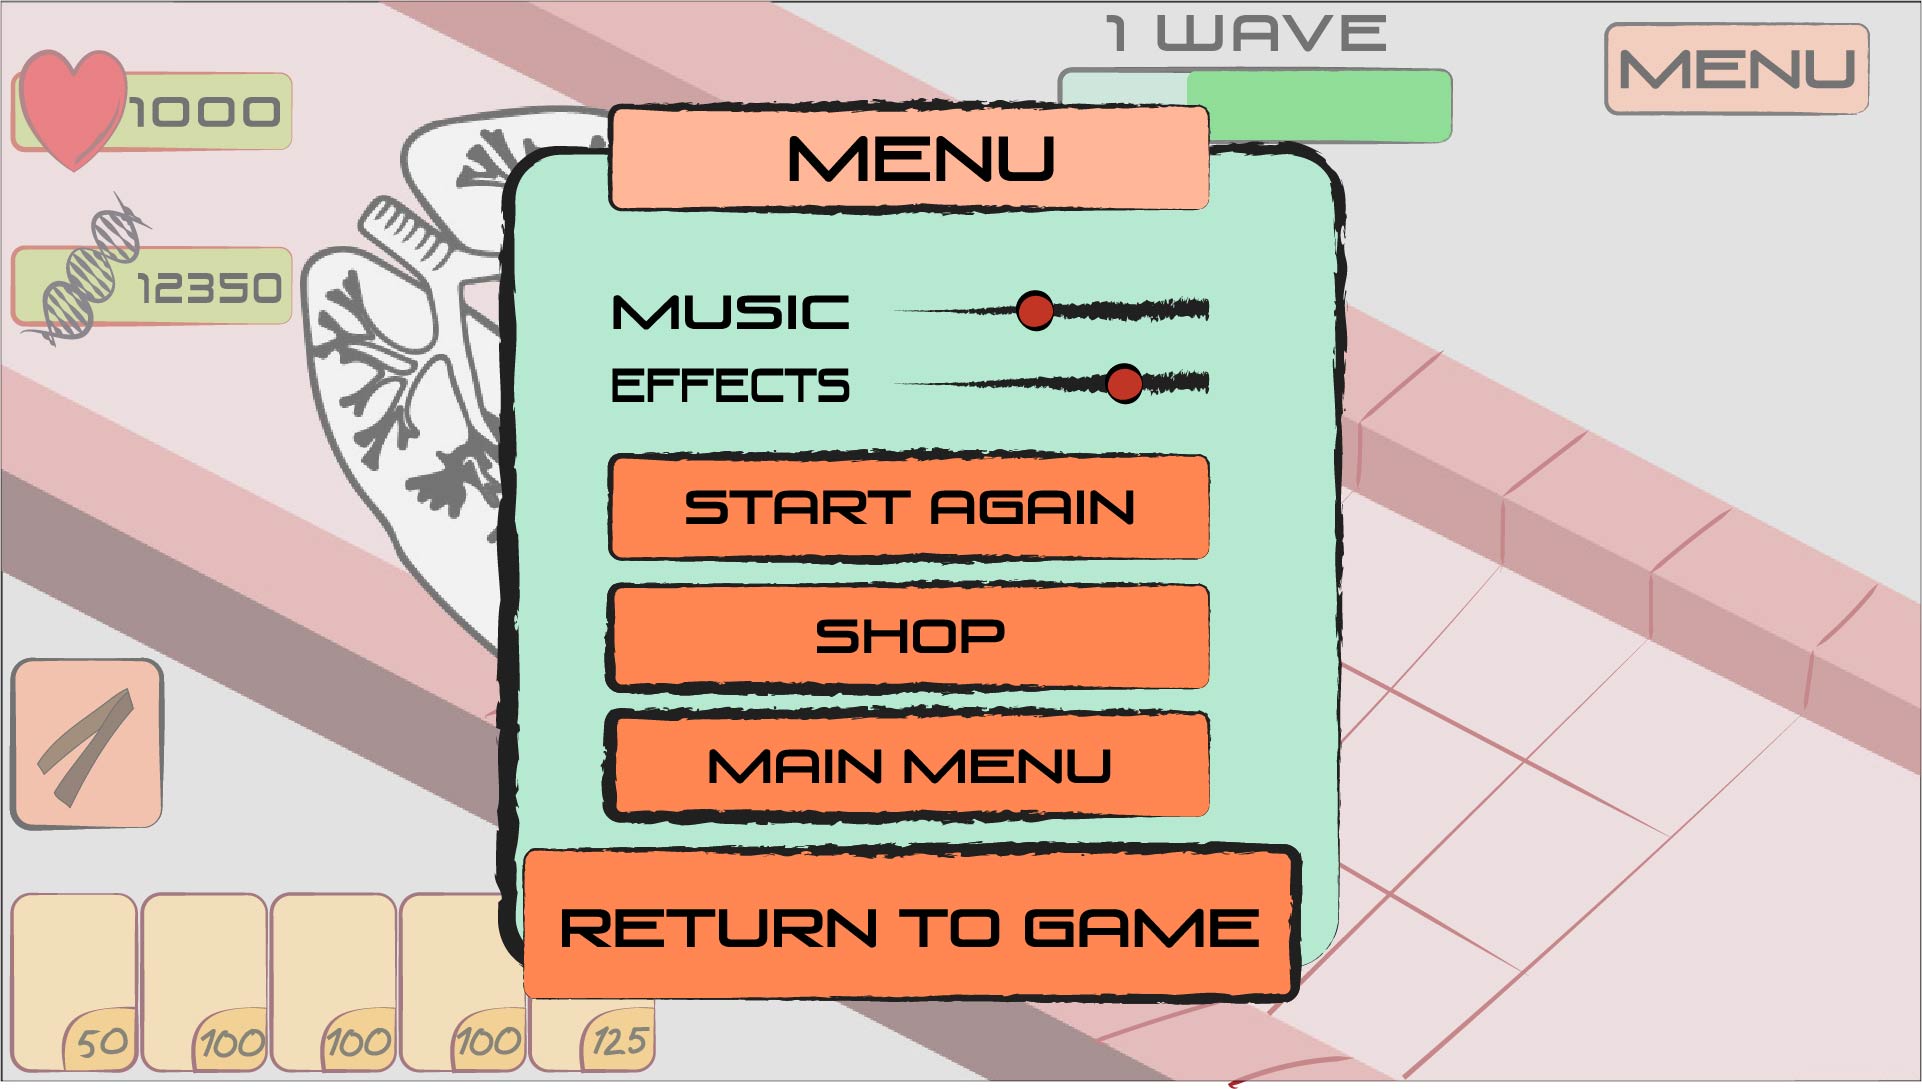 1 WAVE
MENU
1000
12350
MENU
MUSIC
EFFECTS
START AGAIN
SHOP
MAIN MENU
RETURN TO GAME
50
100
100
100
125